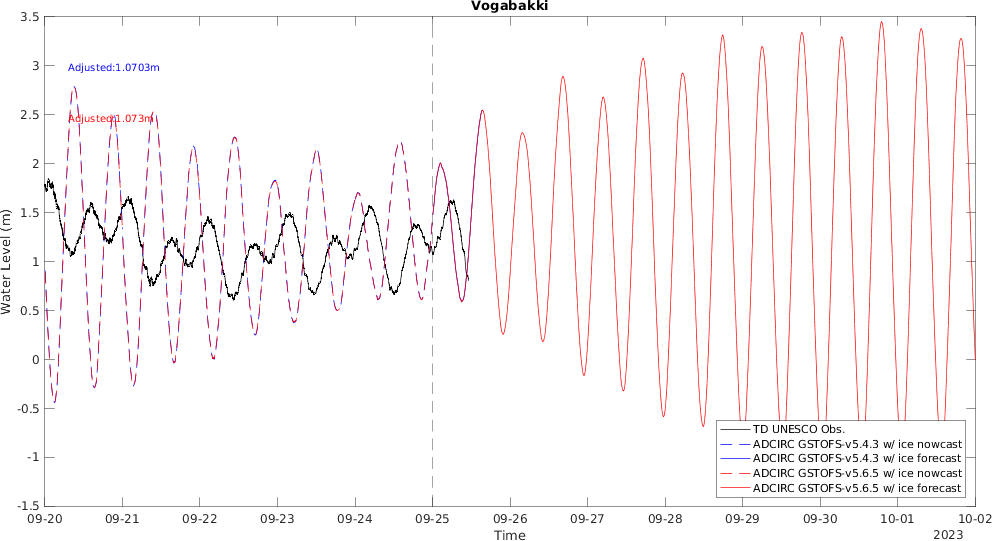 Vogabakki
3.5
3
2.5
2
1.5
1
0.5
0
-0.5
-1
-1.5
Water Level (m)
Adjusted:1.0703m
Adjusted:1.073m
TD UNESCO Obs.
ADCIRC GSTOFS-v5.4.3 w/ ice nowcast
ADCIRC GSTOFS-v5.4.3 w/ ice forecast
ADCIRC GSTOFS-v5.6.5 w/ ice nowcast
ADCIRC GSTOFS-v5.6.5 w/ ice forecast
09-20 09-21 09-22 09-23 09-24 09-25 09-26 09-27 09-28 09-29 09-30 10-01 10-02
Time
2023